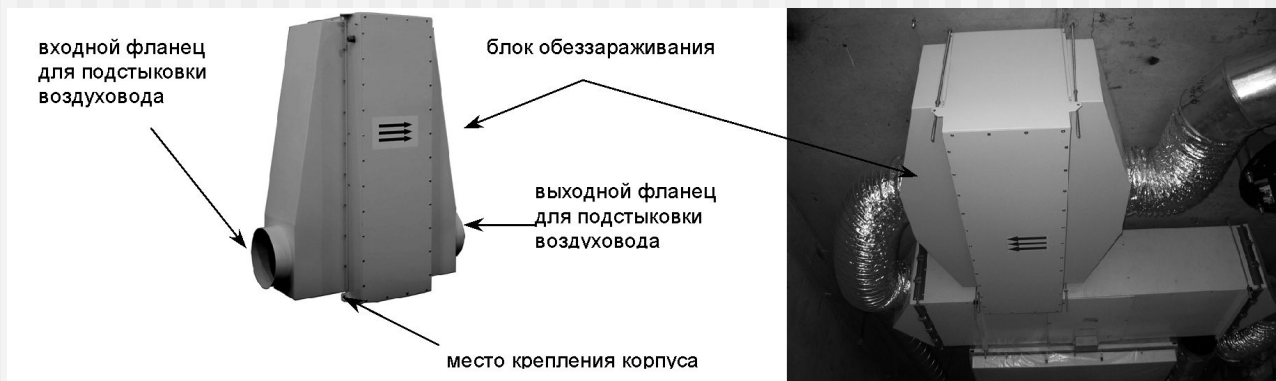 входной фланец
для подстыковки
воздуховода
блок обеззараживания
выходной фланец
для подстыковки
воздуховода
место крепления корпуса